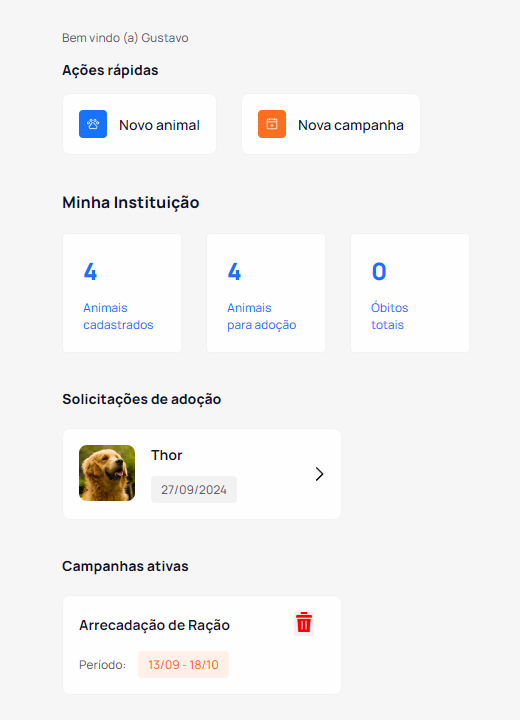 Bem vindo (a) Gustavo
Ações rápidas
Novo animal
Nova campanha
Minha Instituição
4
Animais
cadastrados
4
Animais
para adoção
0
Óbitos
totais
Solicitações de adoção
Thor
27/09/2024
Campanhas ativas
Arrecadação de Ração
Período:
13/09 - 18/10